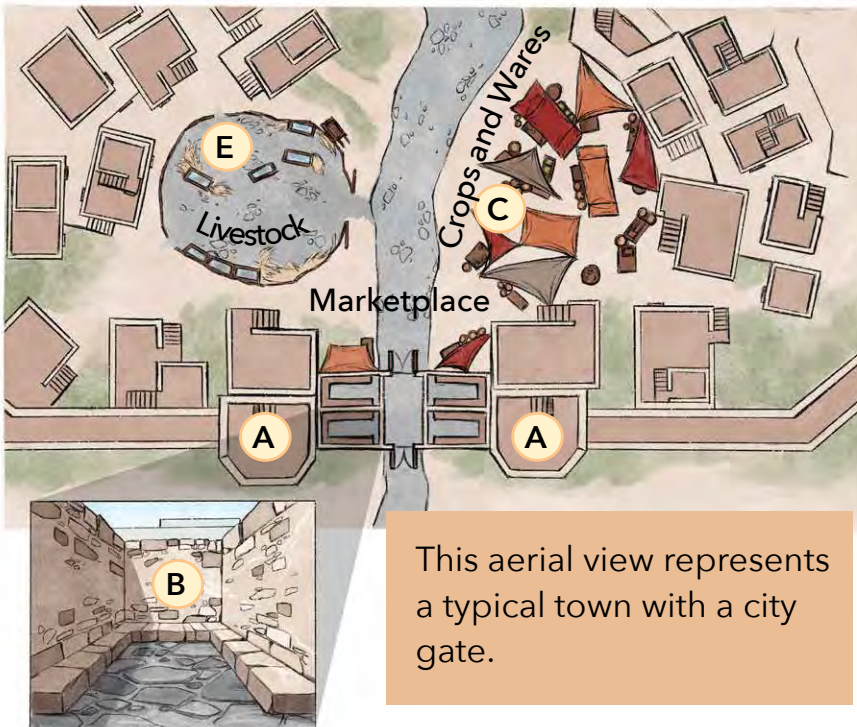 E
Livestock
Crops and Wares
C
Marketplace
A
A
B
This aerial view represents
a typical town with a city
gate.